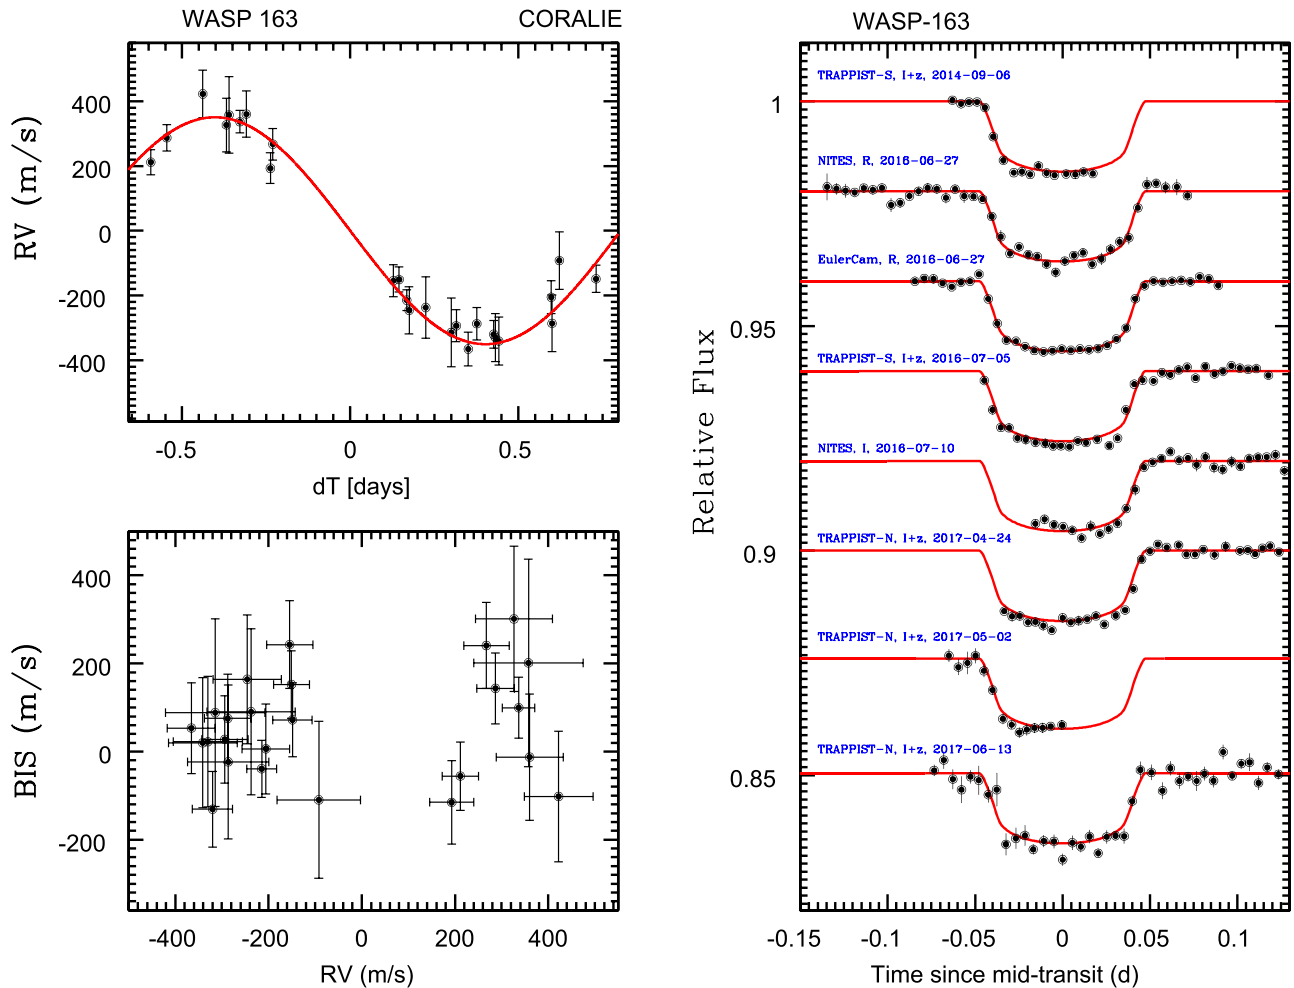 WASP 163 CORALIE
400
200
0
-200
-400
RV (m/s)
-0.5 0 0.5
dT [days]
400
200
0
-200
BIS (m/s)
-400 -200 0 200 400
RV (m/s)
WASP-163
TRAPPIST-S, I+z, 2014-09-06
NITES, R, 2016-06-27
EulerCam, R, 2016-06-27
TRAPPIST-S, I+z, 2016-07-05
NITES, I, 2016-07-10
TRAPPIST-N, I+z, 2017-04-24
TRAPPIST-N, I+z, 2017-05-02
TRAPPIST-N, I+z, 2017-06-13
1
0.95
0.9
0.85
Relative Flux
-0.15 -0.1 -0.05 0 0.05 0.1
Time since mid-transit (d)